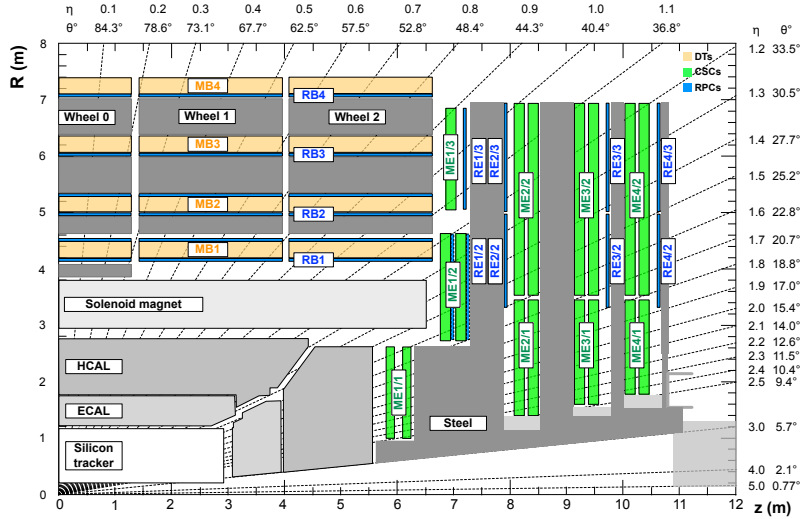 0.1 0.2 0.3 0.4 0.5 0.6 0.7 0.8 0.9 1.0 1.1 η θ°
η
θ° 84.3° 78.6° 73.1° 67.7° 62.5° 57.5° 52.8° 48.4° 44.3° 40.4° 36.8°
R (m)
8
7
6
5
4
3
2
1
0
1.2 33.5°
1.3 30.5°
1.4 27.7°
1.5 25.2°
1.6 22.8°
1.7 20.7°
1.8 18.8°
1.9 17.0°
2.0 15.4°
2.1 14.0°
2.2 12.6°
2.3 11.5°
2.4 10.4°
2.5 9.4°
3.0 5.7°
4.0 2.1°
5.0 0.77°
DTs
CSCs
RPCs
MB4
RB4
Wheel 0
Wheel 1
Wheel 2
MB3
RB3
MB2
RB2
MB1
RB1
Solenoid magnet
HCAL
ECAL
Silicon
tracker
Steel
ME1/3
RE1/3
RE2/3
ME2/2
ME3/2
RE3/3
ME4/2
RE4/3
ME1/2
RE1/2
RE2/2
RE3/2
RE4/2
ME1/1
ME2/1
ME3/1
ME4/1
0 1 2 3 4 5 6 7 8 9 10 11 12
z (m)